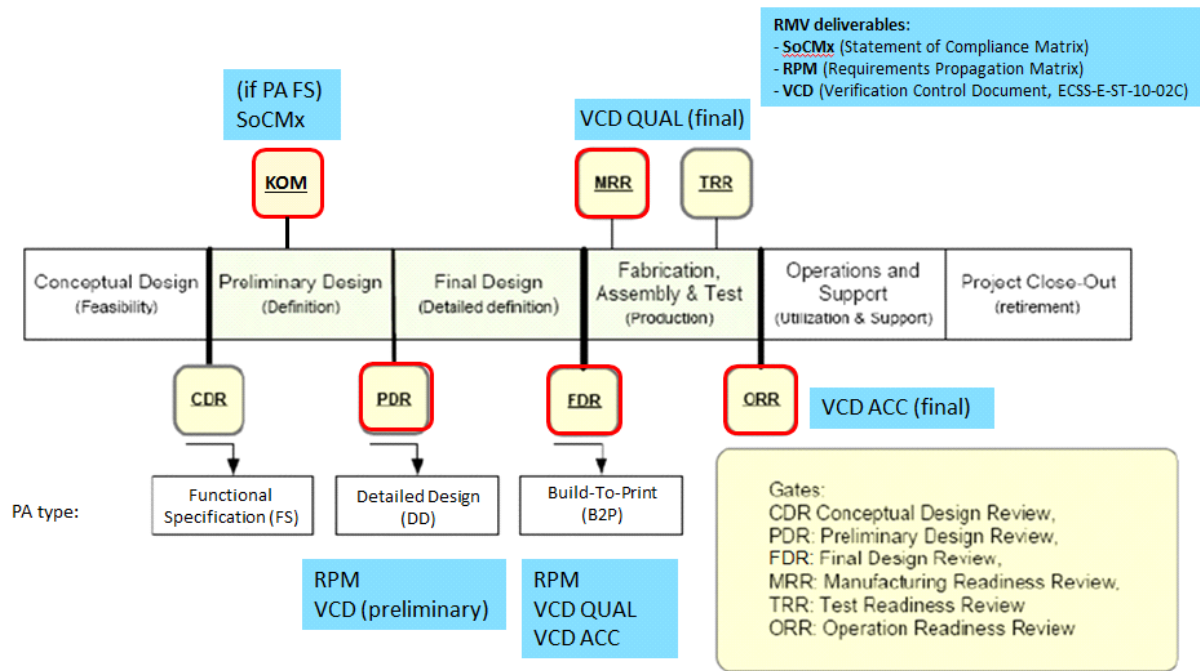 RMV deliverables:
- SoCMx (Statement of Compliance Matrix)
- RPM (Requirements Propagation Matrix)
- VCD (Verification Control Document, ECSS-E-ST-10-02C)
(if PA FS)
SoCMx
VCD QUAL (final)
KOM
MRR
TRR
Conceptual Design
(Feasibility)
Preliminary Design
(Definition)
Final Design
(Detailed definition)
Fabrication,
Assembly & Test
(Production)
Operations and
Support
(Utilization & Support)
Project Close-Out
(retirement)
CDR
PDR
FDR
ORR
VCD ACC (final)
PA type:
Functional
Specification (FS)
Detailed Design
(DD)
Build-To-Print
(B2P)
RPM
VCD (preliminary)
RPM
VCD QUAL
VCD ACC
Gates:
CDR Conceptual Design Review,
PDR: Preliminary Design Review,
FDR: Final Design Review,
MRR: Manufacturing Readiness Review,
TRR: Test Readiness Review
ORR: Operation Readiness Review